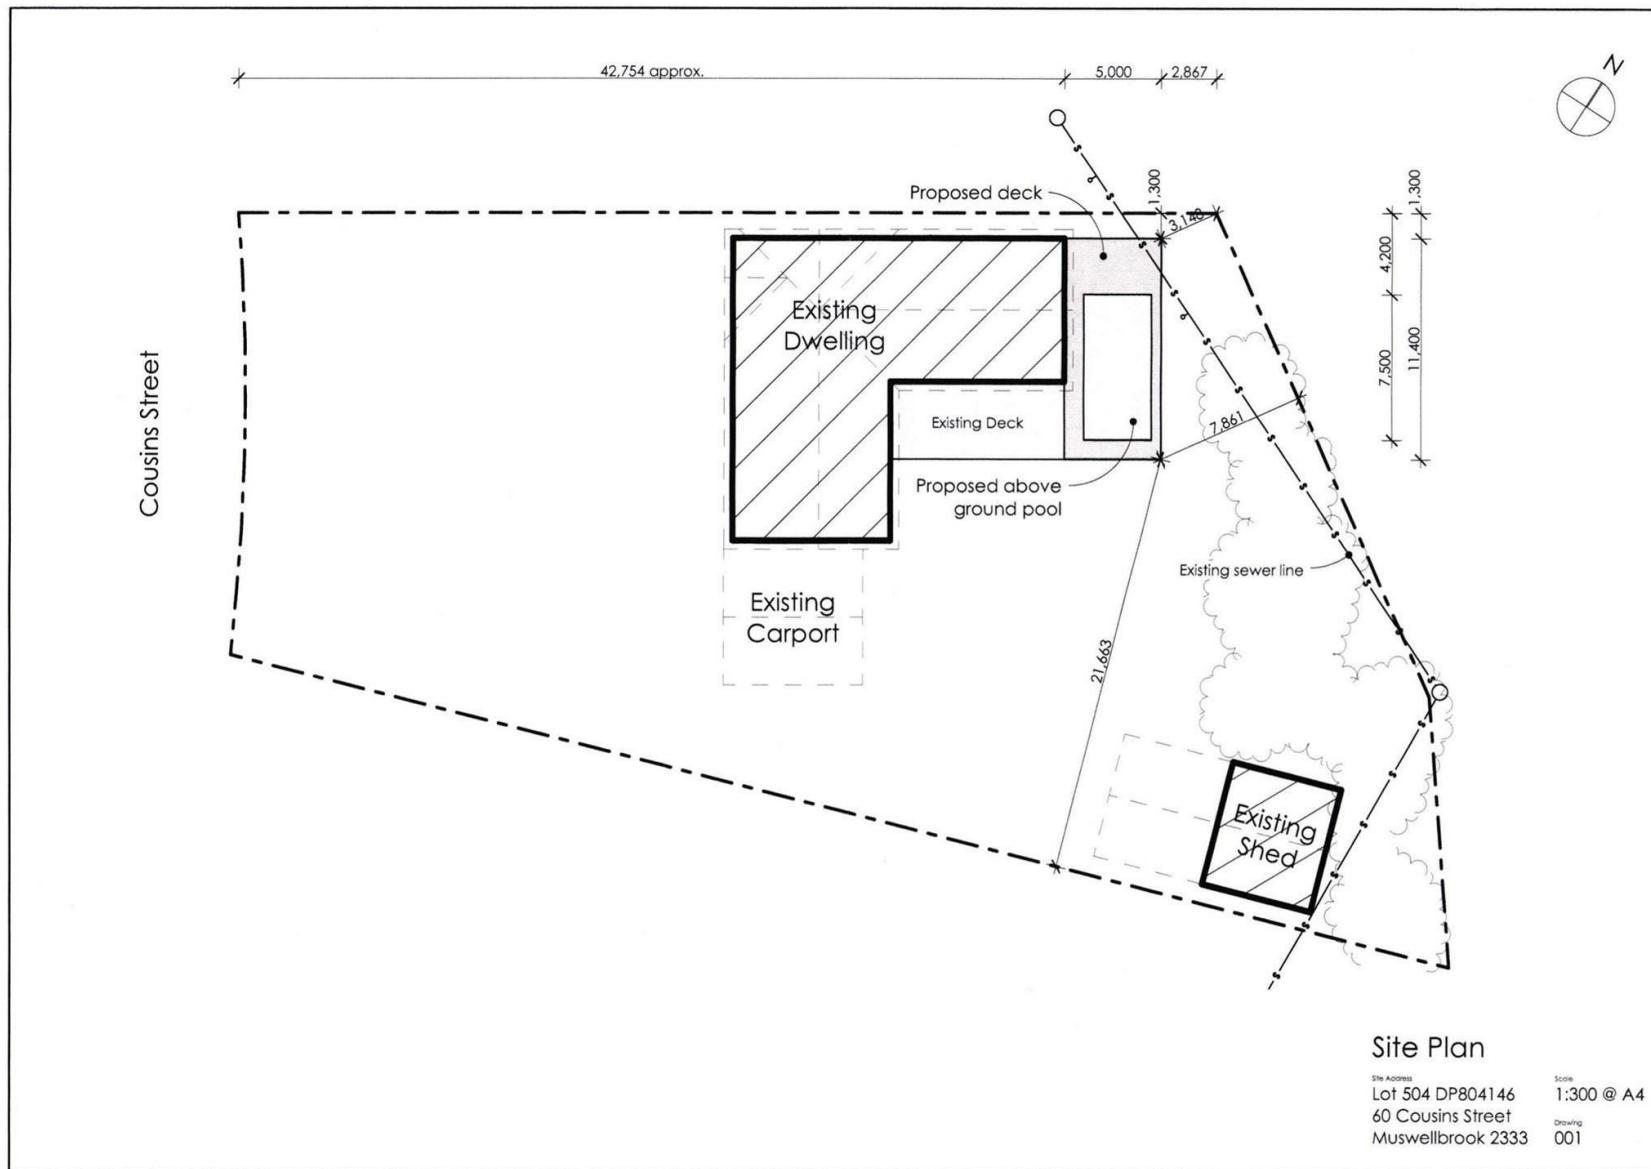 42,754 approx.
5,000
2,867
N
Proposed deck
1,300
1,300
3,148
4,200
Existing
Dwelling
7,500
11,400
Cousins Street
Existing Deck
7,861
Proposed above
ground pool
Existing sewer line
Existing
Carport
21,663
Existing
Shed
Site Plan
Site Address
Scale
Lot 504 DP804146
1:300 @ A4
60 Cousins Street
Drawing
Muswellbrook 2333
001